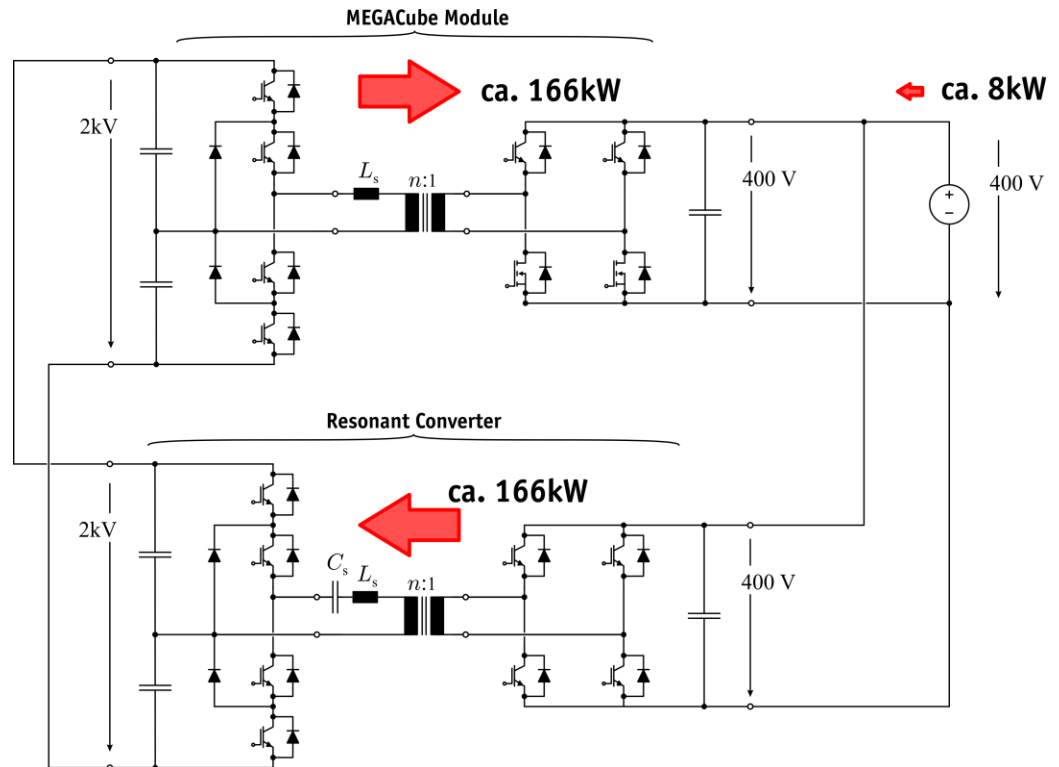 MEGACube Module
ca. 166kW
ca. 8kW
2kV
Ls
n:1
400 V
+
−
400 V
Resonant Converter
ca. 166kW
2kV
Cs
Ls
n:1
400 V